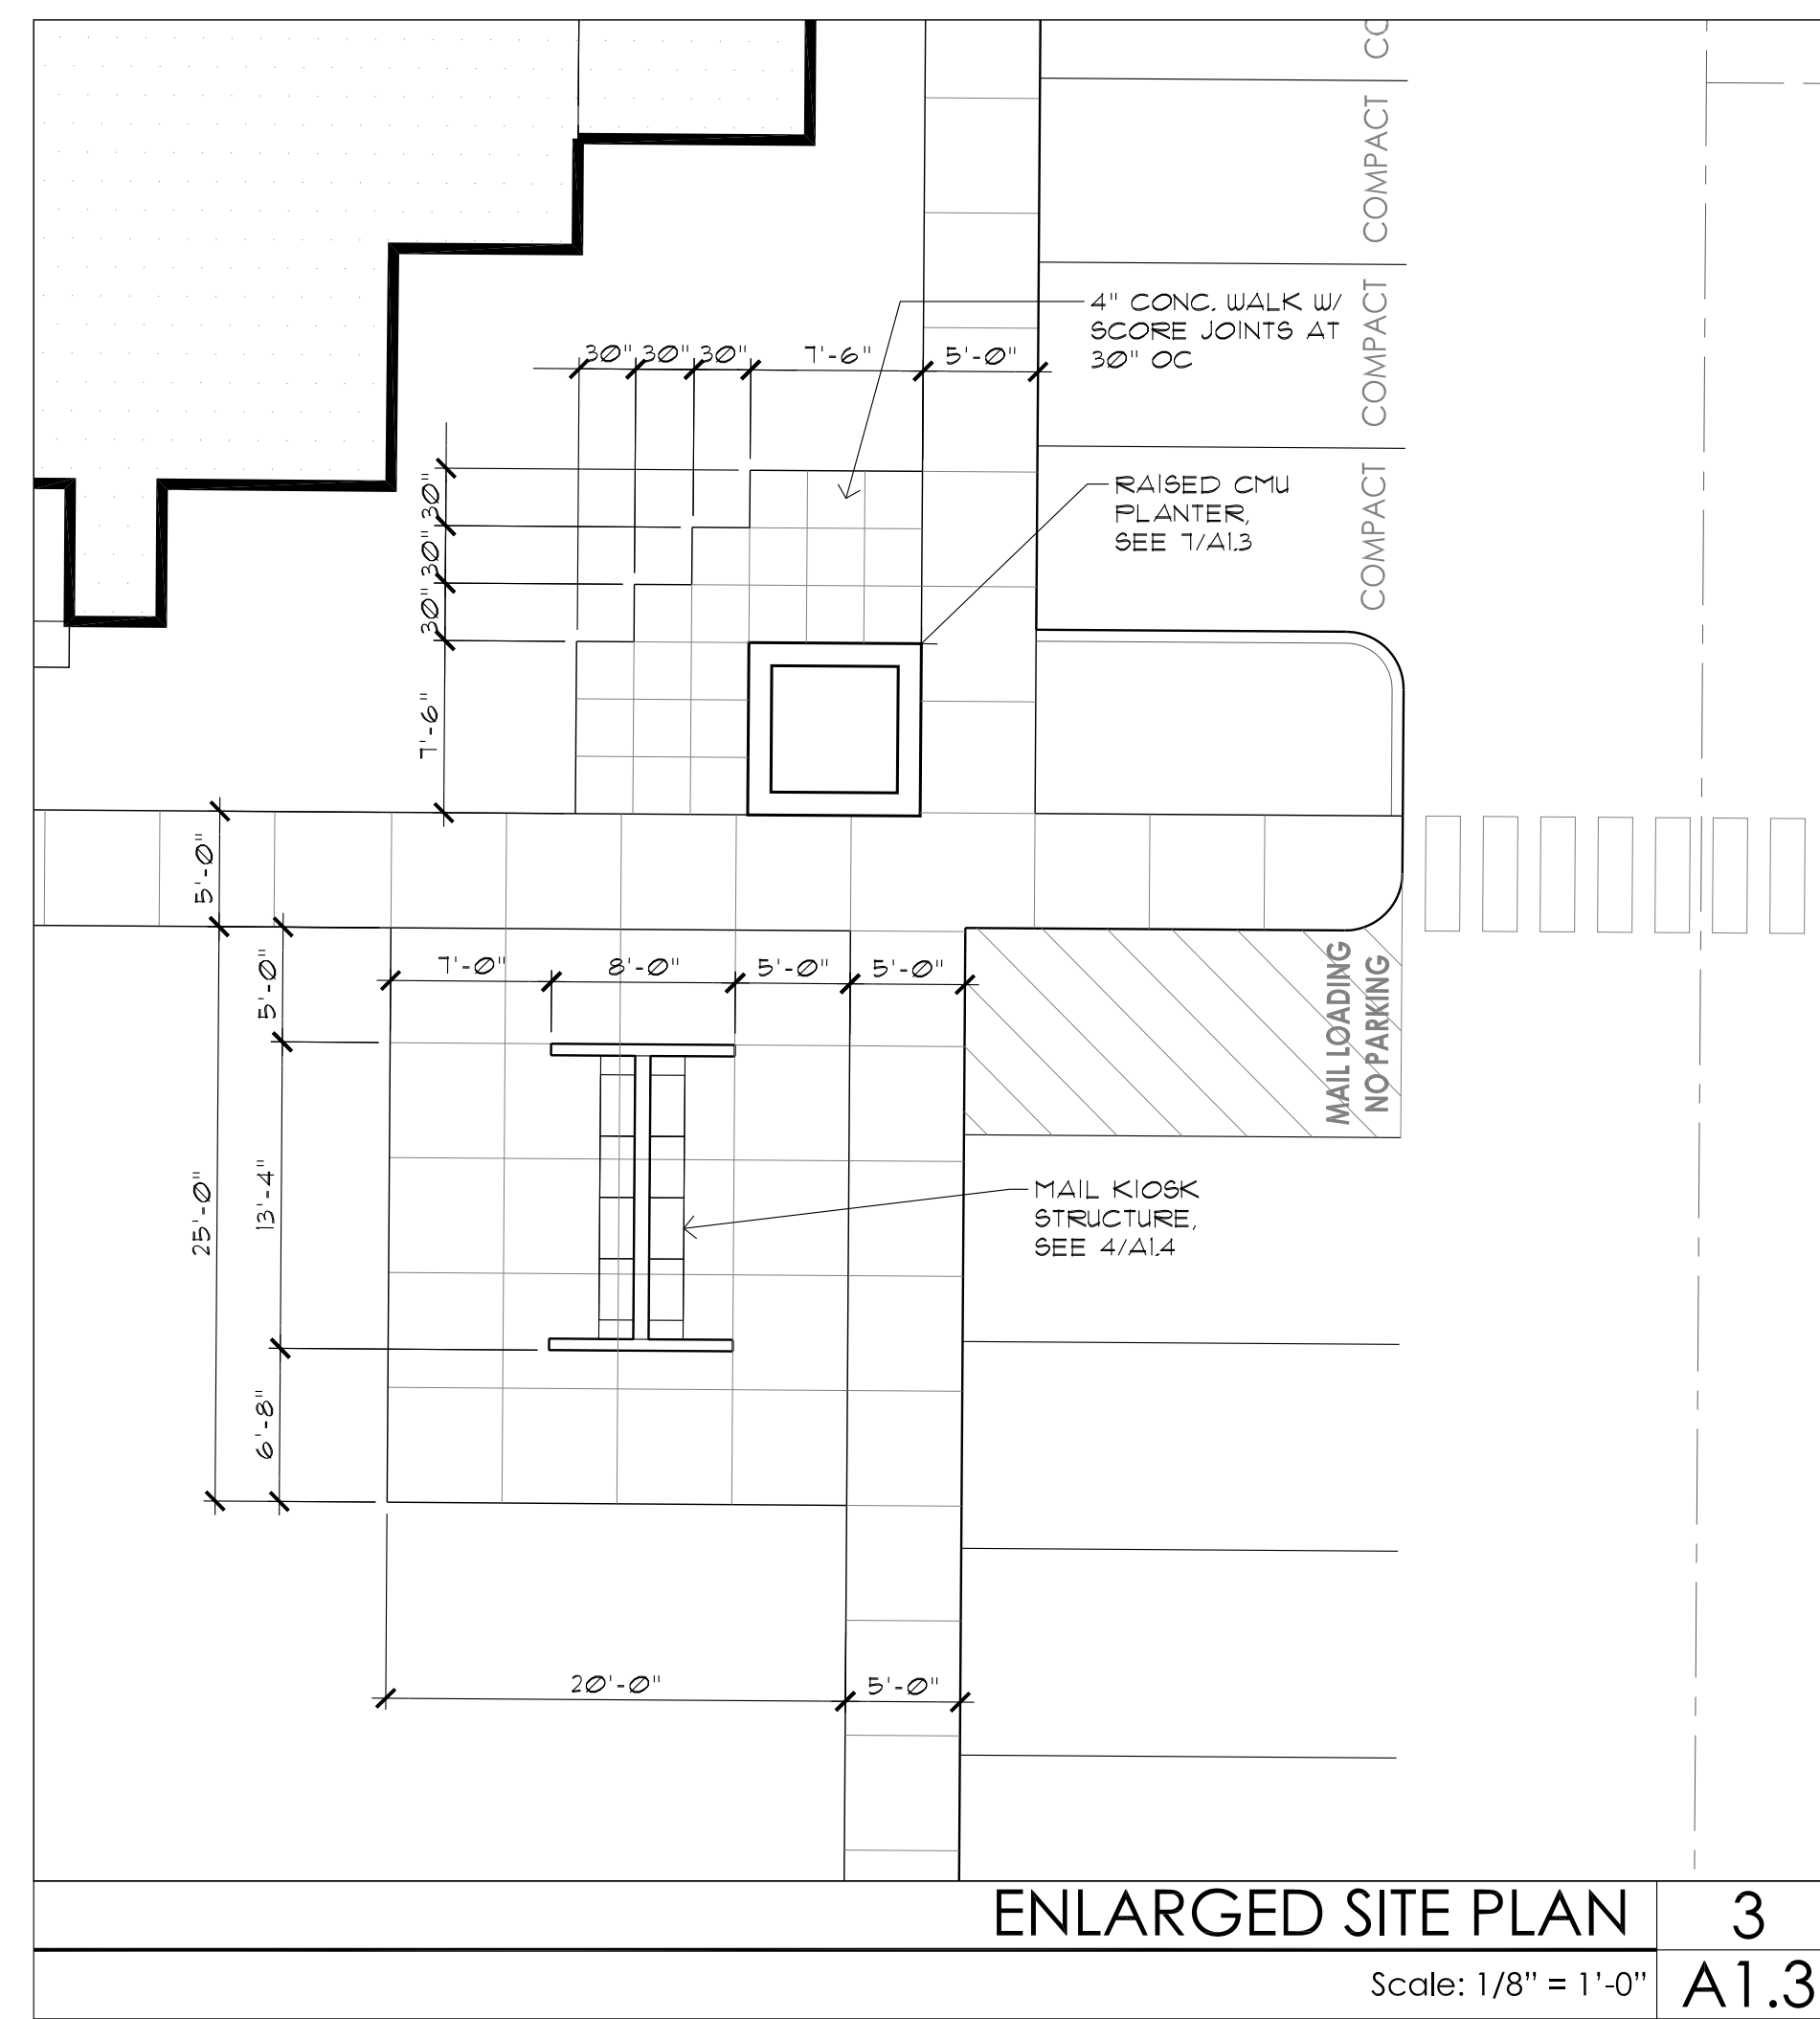 CO
COMPACT
COMPACT
COMPACT
4" CONC. WALK W/
SCORE JOINTS AT
30" OC
30" 30" 30" 7'-6" 5'-0"
RAISED CMU
PLANTER,
SEE 7/A1.3
30"
30"
30"
7'-6"
5'-0"
7'-0" 8'-0" 5'-0" 5'-0"
5'-0"
MAIL LOADING
NO PARKING
25'-0"
13'-4"
MAIL KIOSK
STRUCTURE,
SEE 4/A1.4
6'-8"
20'-0" 5'-0"
ENLARGED SITE PLAN 3
Scale: 1/8” = 1’-0” A1.3